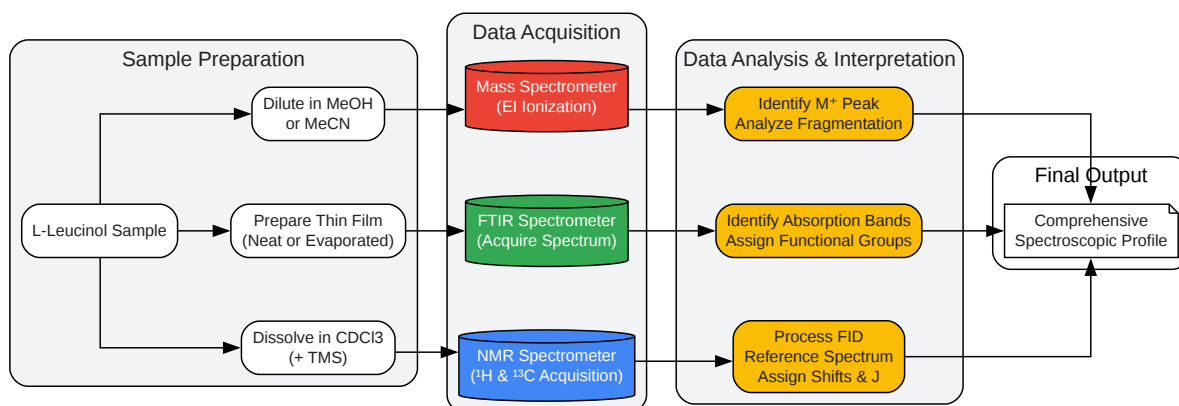 Sample Preparation
Data Acquisition
Data Analysis & Interpretation
Final Output
L-Leucinol Sample
Dilute in MeOH
or MeCN
Prepare Thin Film
(Neat or Evaporated)
Dissolve in CDCl3
(+ TMS)
Mass Spectrometer
(EI Ionization)
FTIR Spectrometer
(Acquire Spectrum)
NMR Spectrometer
(¹H & ¹³C Acquisition)
Identify M⁺ Peak
Analyze Fragmentation
Identify Absorption Bands
Assign Functional Groups
Process FID
Reference Spectrum
Assign Shifts & J
Comprehensive
Spectroscopic Profile